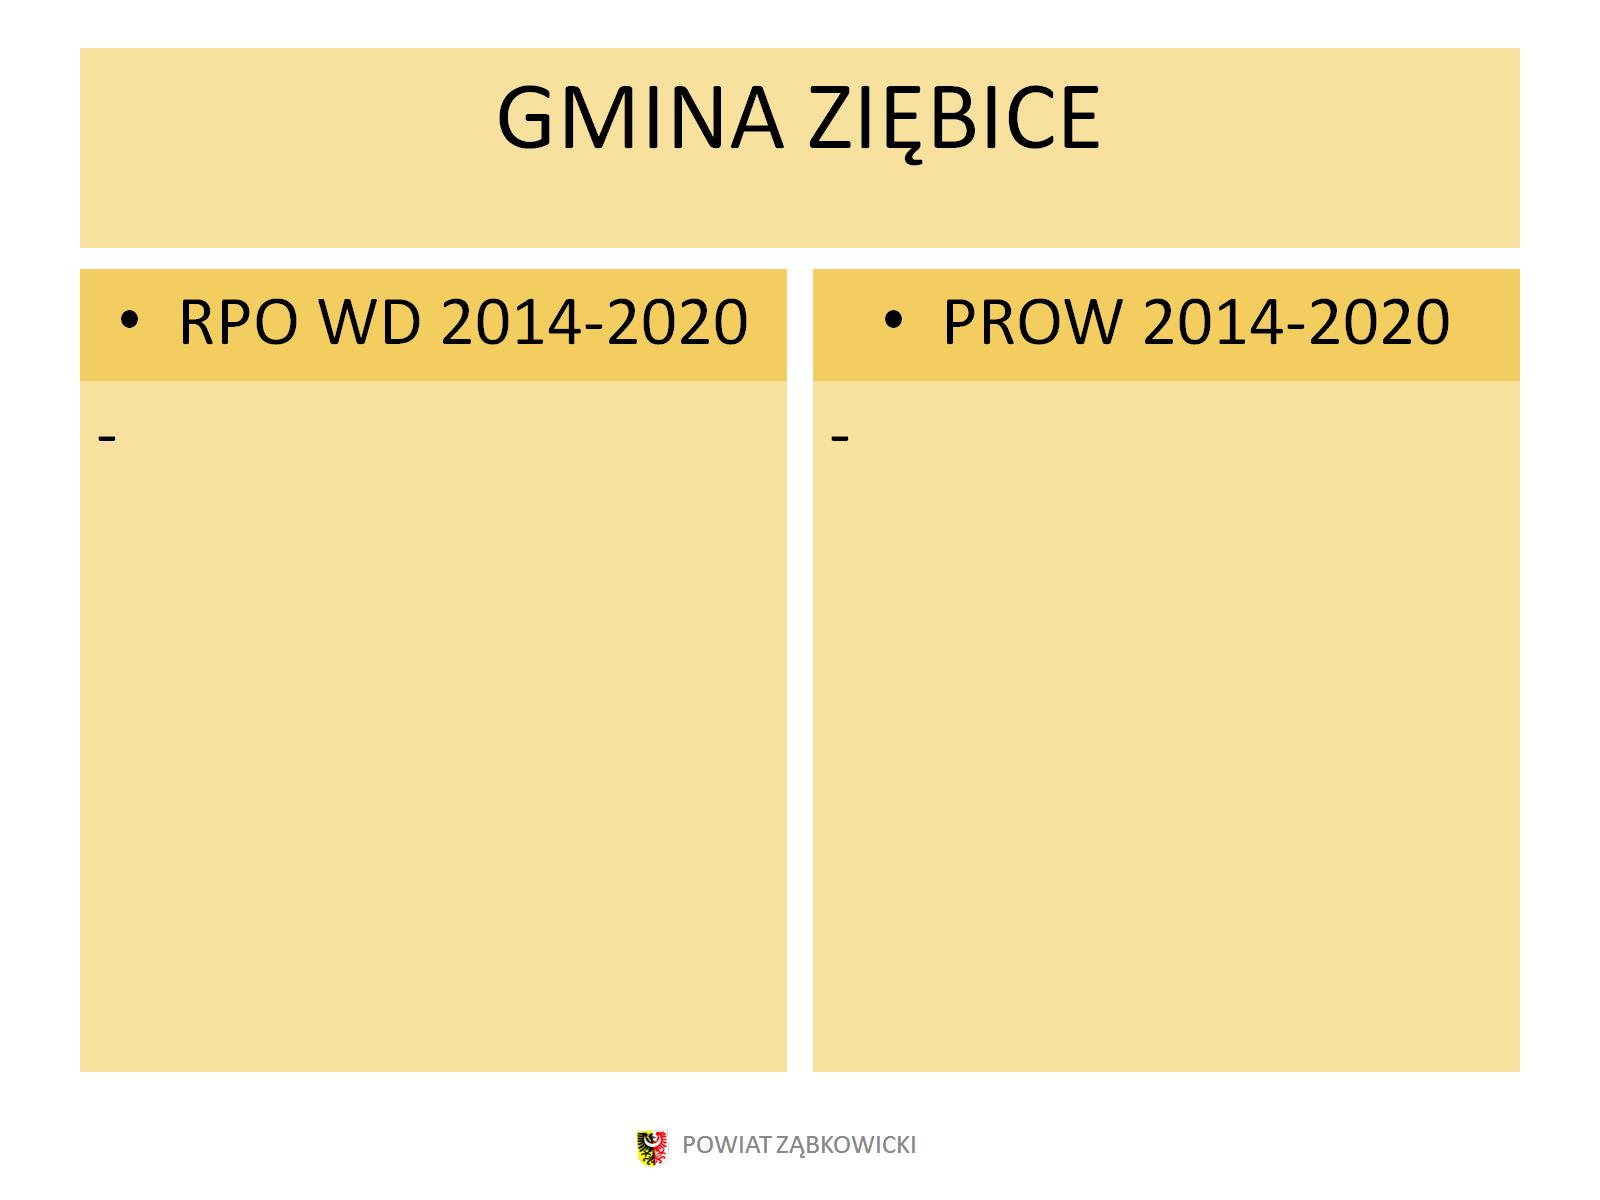 GMINA ZIĘBICE
• RPO WD 2014-2020
-
• PROW 2014-2020
-
POWIAT ZĄBKOWICKI